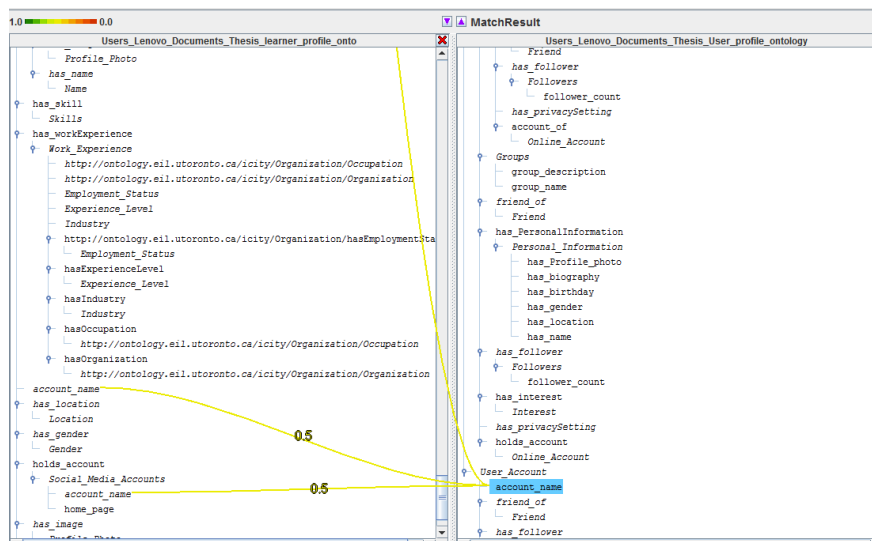 1.0 0.0 MatchResult
Users_Lenovo_Documents_Thesis_learner_profile_onto
Profile_Photo
has_name
Name
has_skill
Skills
has_workExperience
Work_Experience
http://ontology.eil.utoronto.ca/icity/Organization/Occupation
http://ontology.eil.utoronto.ca/icity/Organization/Organization
Employment_Status
Experience_Level
Industry
http://ontology.eil.utoronto.ca/icity/Organization/hasEmploymentSta
Employment_Status
hasExperienceLevel
Experience_Level
hasIndustry
Industry
hasOccupation
http://ontology.eil.utoronto.ca/icity/Organization/Occupation
hasOrganization
http://ontology.eil.utoronto.ca/icity/Organization/Organization
account_name
has_location
Location
has_gender
0.5
Gender
holds_account
Social_Media_Accounts
account_name
0.5
home_page
has_image
Profile_Photo
Users_Lenovo_Documents_Thesis_User_profile_ontology
Friend
has_follower
Followers
follower_count
has_privacySetting
account_of
Online_Account
Groups
group_description
group_name
friend_of
Friend
has_PersonalInformation
Personal_Information
has_Profile_photo
has_biography
has_birthday
has_gender
has_location
has_name
has_follower
Followers
follower_count
has_interest
Interest
has_privacySetting
holds_account
Online_Account
User_Account
account_name
friend_of
Friend
has_follower